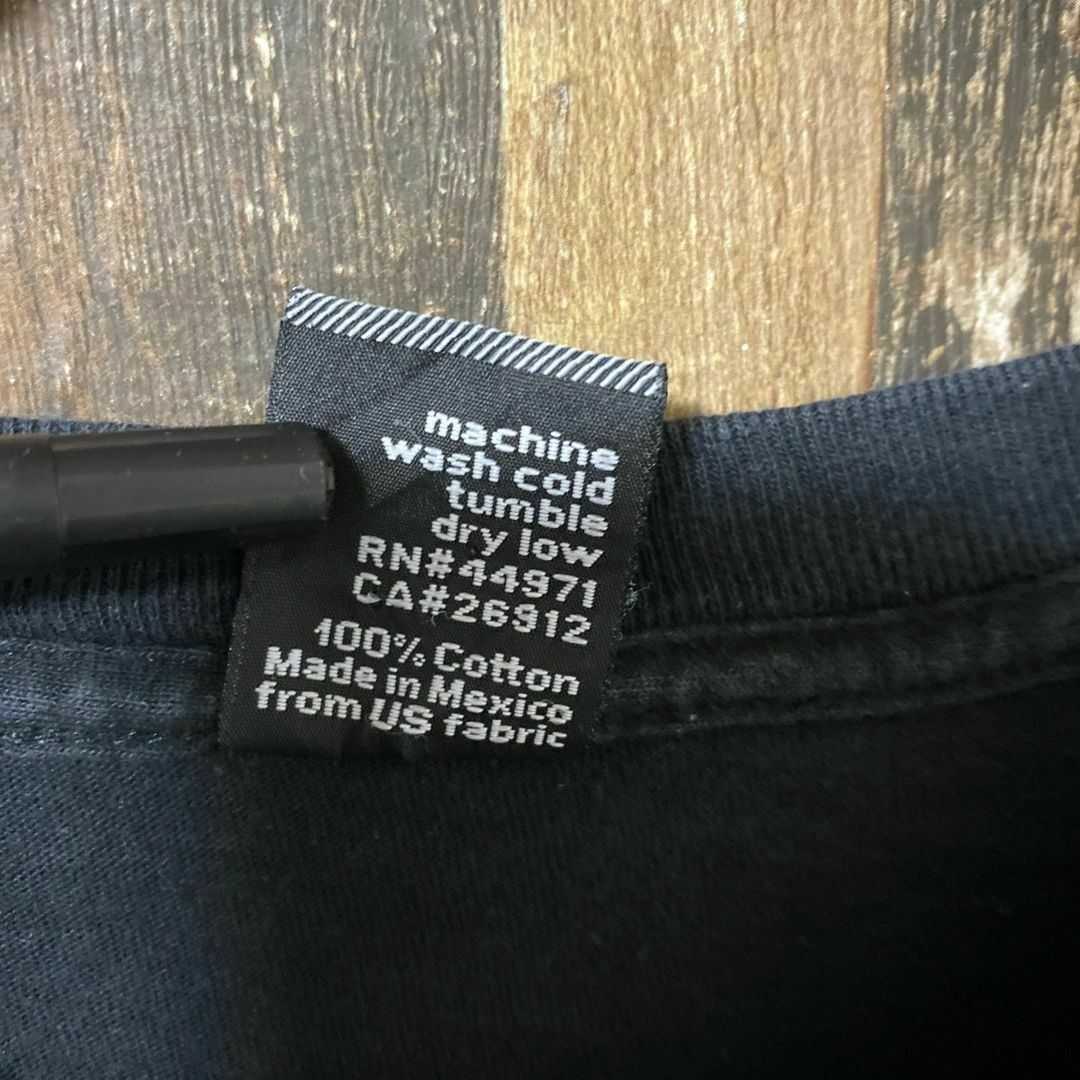 machine
wash cold
tumble
dry low
RN#44971
CA#26912
100% Cotton
Made in Mexico
from US fabric